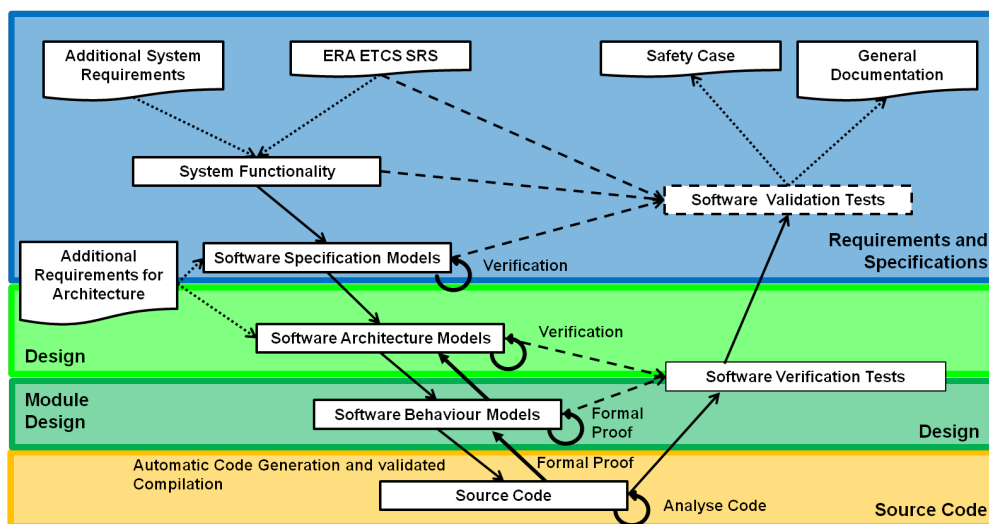 Additional System
Requirements
ERA ETCS SRS
Safety Case
General
Documentation
System Functionality
Software  Validation Tests
Additional
Requirements for
Architecture
Software Specification Models
Verification
Requirements and
Specifications
Software Architecture Models
Verification
Design
Software Verification Tests
Module
Design
Software Behaviour Models
Formal
Proof
Design
Automatic Code Generation and validated
Compilation
Formal Proof
Source Code
Analyse Code
Source Code